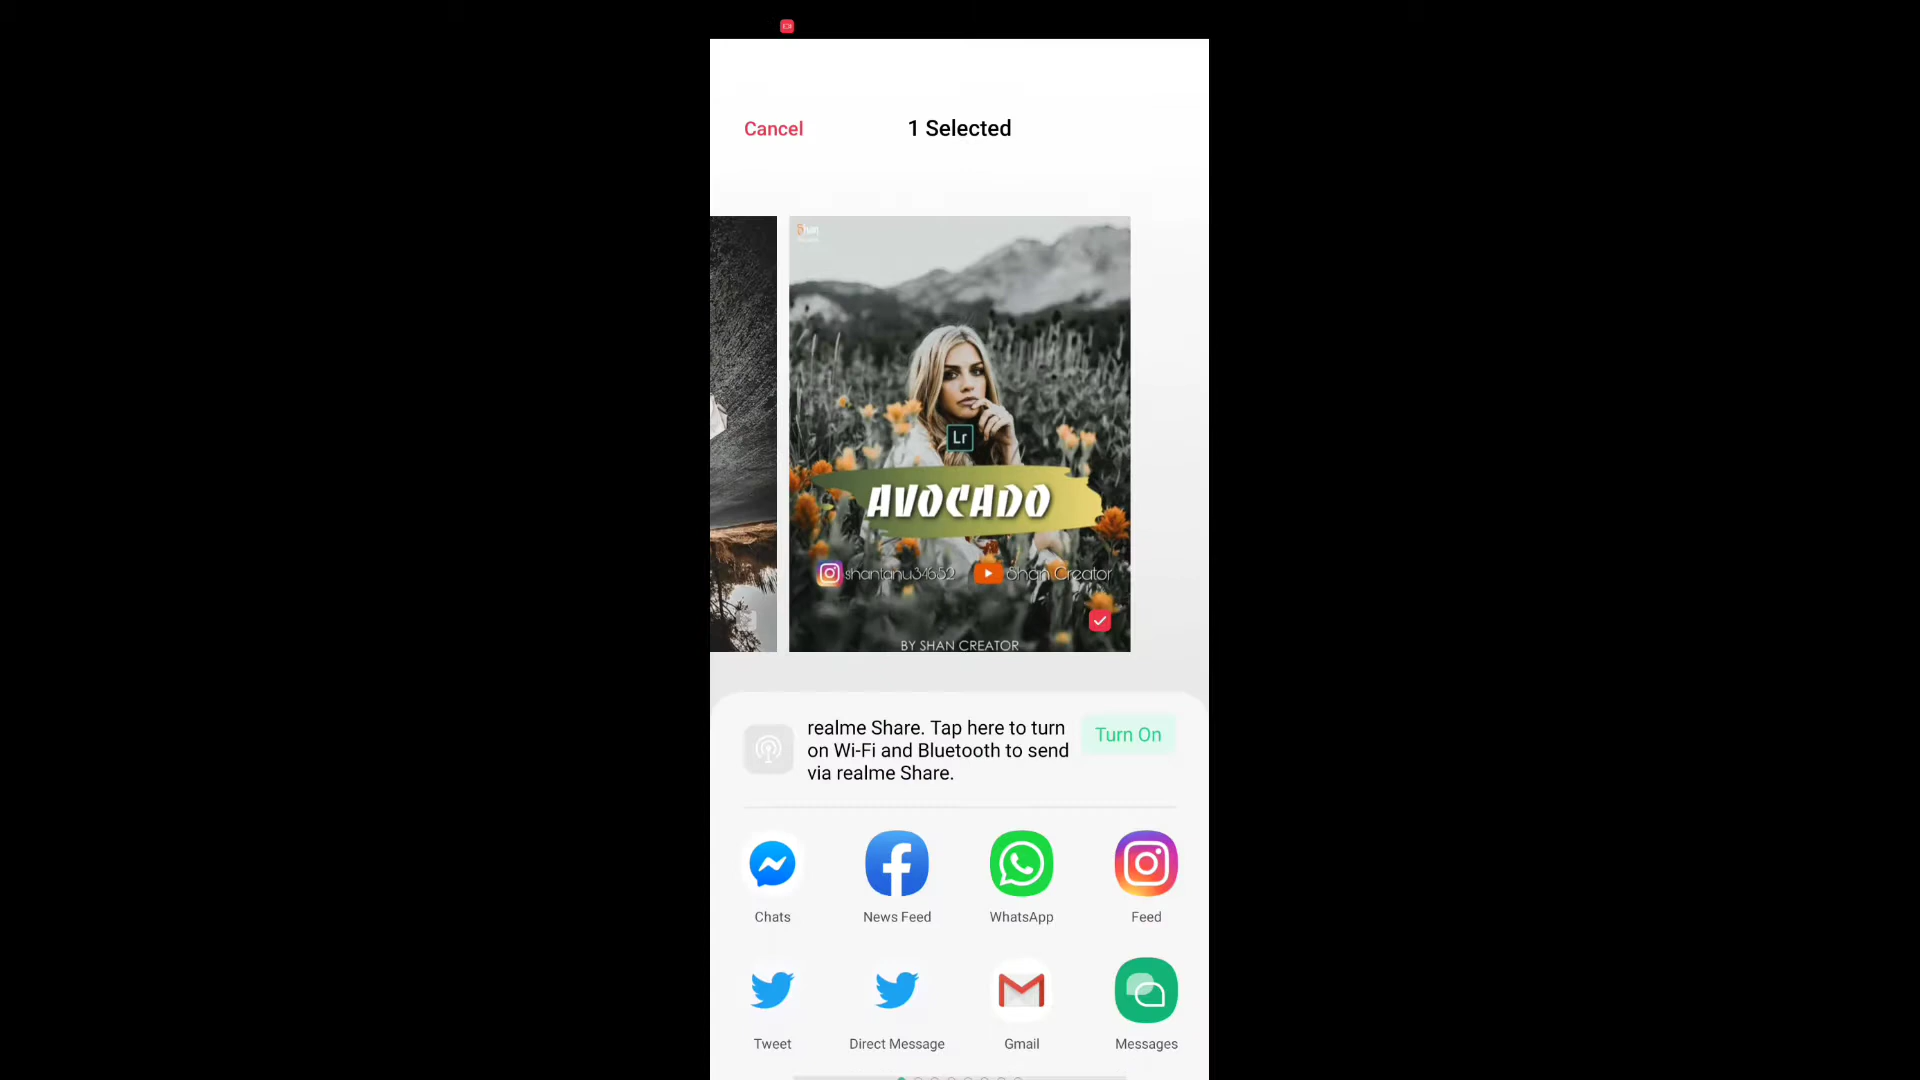 Cancel
1 Selected
Shan
Lr
AVOCADO
shantanu34652
Shan Creator
BY SHAN CREATOR
realme Share. Tap here to turn
on Wi-Fi and Bluetooth to send
via realme Share.
Turn On
Chats
News Feed
WhatsApp
Feed
Tweet
Direct Message
Gmail
Messages